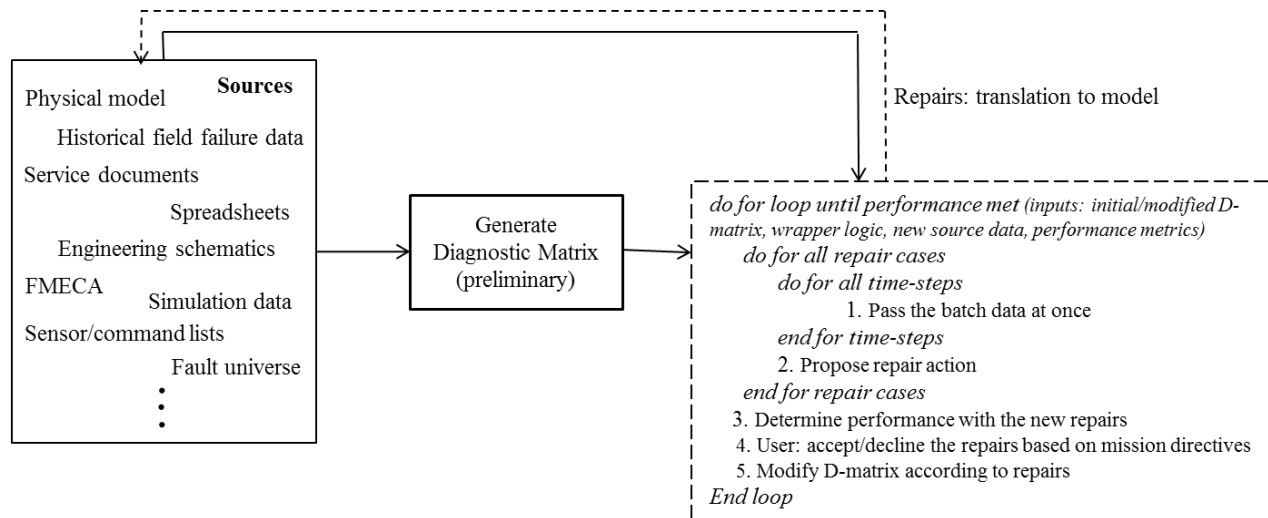 Sources
Physical model
Historical field failure data
Service documents
Spreadsheets
Engineering schematics
FMECA
Simulation data
Sensor/command lists
Fault universe
Generate
Diagnostic Matrix
(preliminary)
Repairs: translation to model
do for loop until performance met (inputs: initial/modified D-
matrix, wrapper logic, new source data, performance metrics)
do for all repair cases
do for all time-steps
1. Pass the batch data at once
end for time-steps
2. Propose repair action
end for repair cases
3. Determine performance with the new repairs
4. User: accept/decline the repairs based on mission directives
5. Modify D-matrix according to repairs
End loop